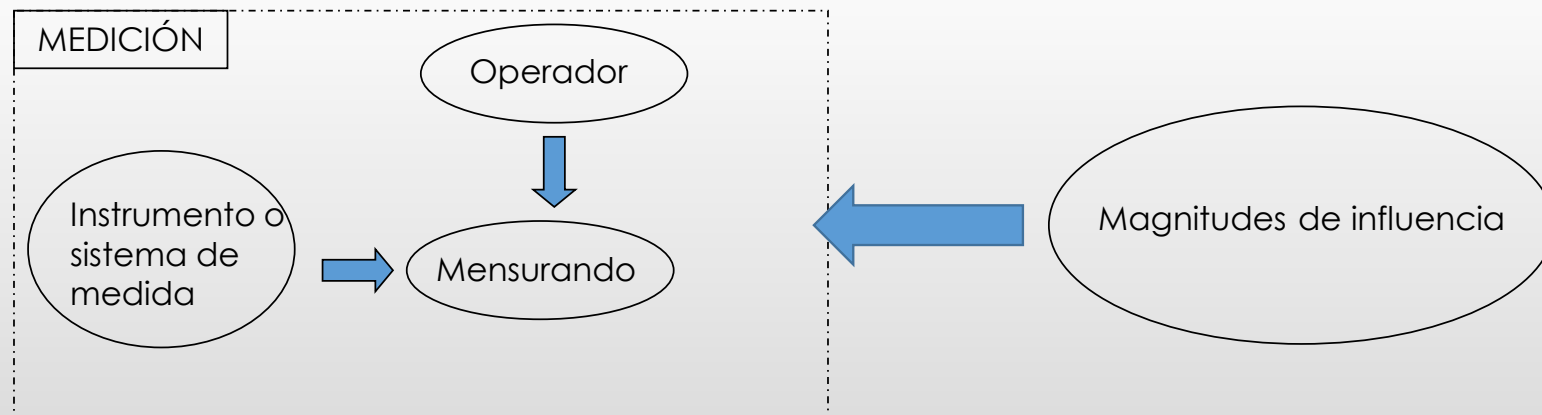 MEDICIÓN
Operador
Instrumento o
sistema de
medida
Mensurando
Magnitudes de influencia